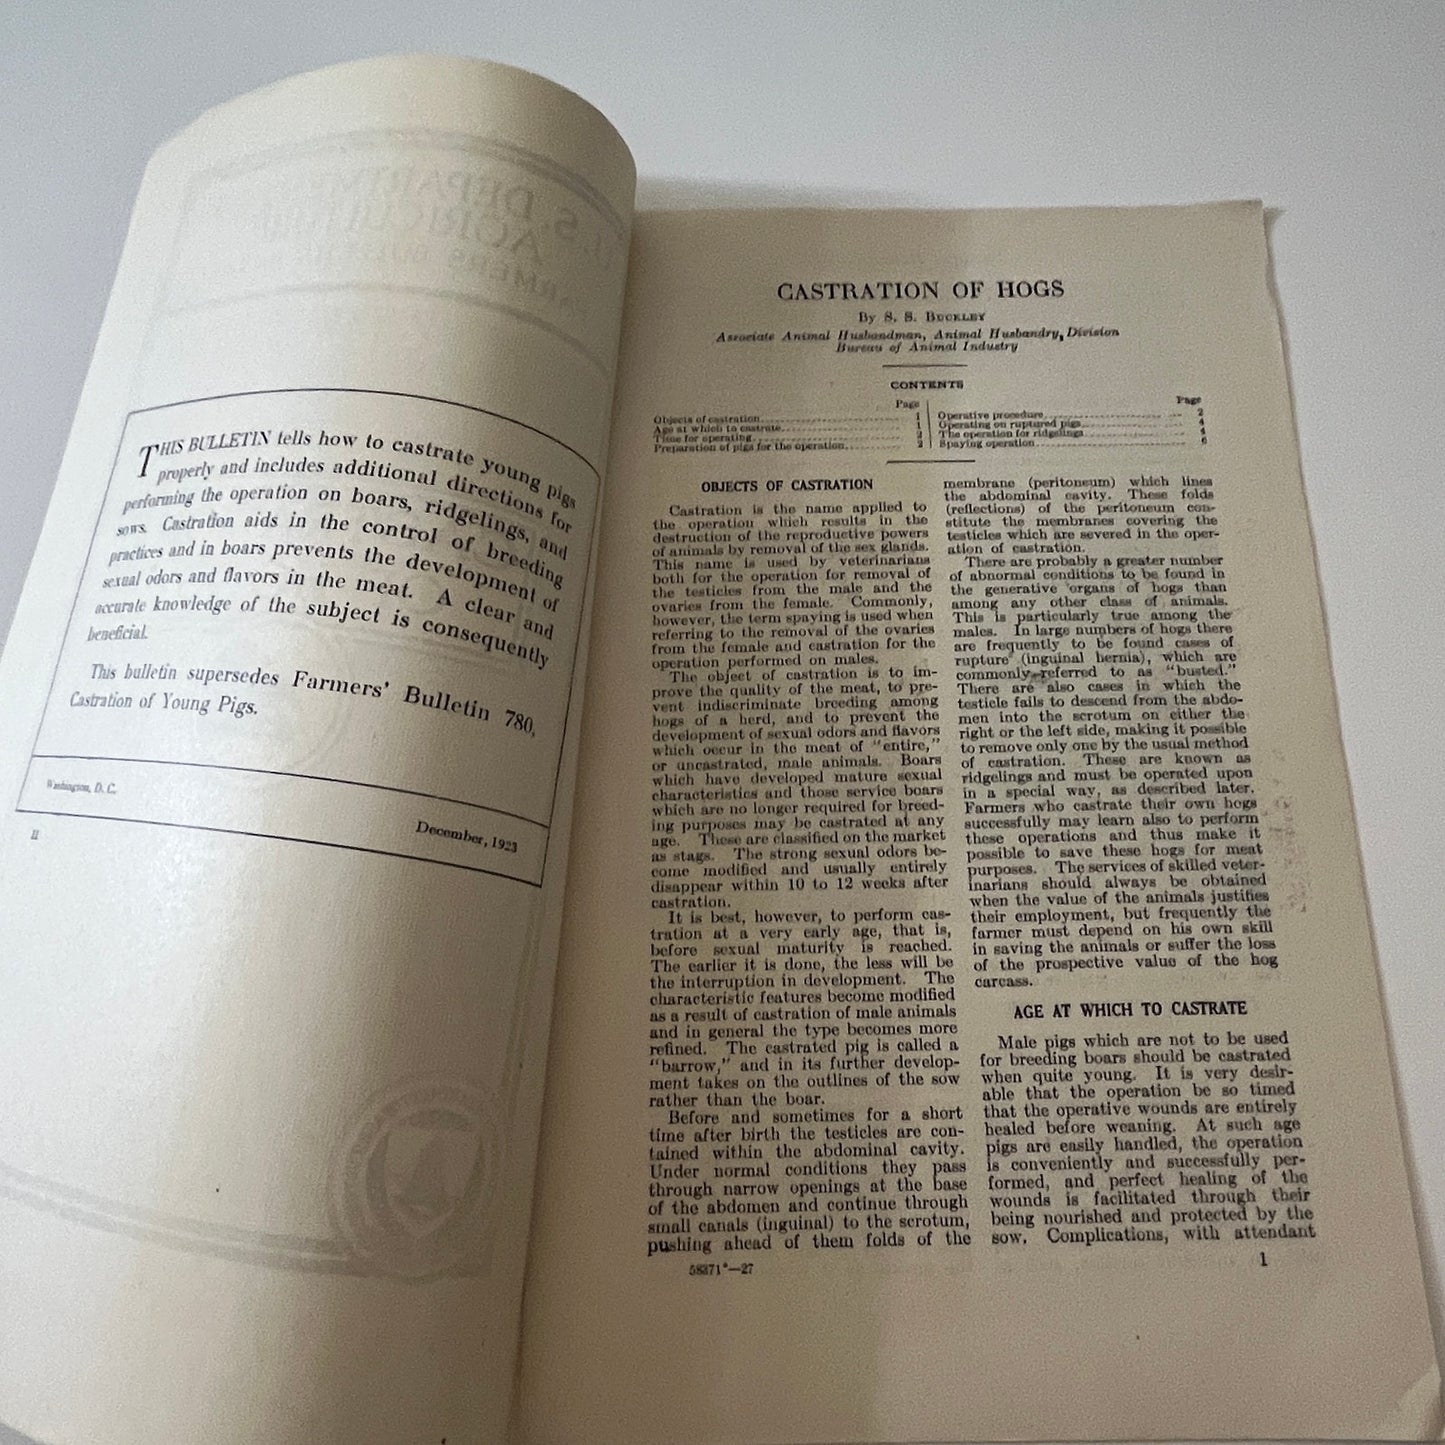 THIS BULLETIN tells how to castrate young pigs
properly and includes additional directions for
performing the operation on boars, ridgelings, and
sows. Castration aids in the control of breeding
practices and in boars prevents the development of
sexual odors and flavors in the meat. A clear and
accurate knowledge of the subject is consequently
beneficial.
This bulletin supersedes Farmers' Bulletin 780,
Castration of Young Pigs.
Washington, D. C.
December, 1923
II
CASTRATION OF HOGS
By S. S. BUCKLEY
Associate Animal Husbandman, Animal Husbandry Division
Bureau of Animal Industry
CONTENTS
Page
Objects of castration 1
Age at which to castrate 1
Time for operating 2
Preparation of pigs for the operation 2
Page
Operative procedure 2
Operating on ruptured pigs 4
The operation for ridgelings 4
Spaying operation 6
OBJECTS OF CASTRATION
Castration is the name applied to
the operation which results in the
destruction of the reproductive powers
of animals by removal of the sex glands.
This name is used by veterinarians
both for the operation for removal of
the testicles from the male and the
ovaries from the female. Commonly,
however, the term spaying is used when
referring to the removal of the ovaries
from the female and castration for the
operation performed on males.
The object of castration is to im-
prove the quality of the meat, to pre-
vent indiscriminate breeding among
hogs of a herd, and to prevent the
development of sexual odors and flavors
which occur in the meat of "entire,"
or uncastrated, male animals. Boars
which have developed mature sexual
characteristics and those service boars
which are no longer required for breed-
ing purposes may be castrated at any
age. These are classified on the market
as stags. The strong sexual odors be-
come modified and usually entirely
disappear within 10 to 12 weeks after
castration.
It is best, however, to perform cas-
tration at a very early age, that is,
before sexual maturity is reached.
The earlier it is done, the less will be
the interruption in development. The
characteristic features become modified
as a result of castration of male animals
and in general the type becomes more
refined. The castrated pig is called a
"barrow," and in its further develop-
ment takes on the outlines of the sow
rather than the boar.
Before and sometimes for a short
time after birth the testicles are con-
tained within the abdominal cavity.
Under normal conditions they pass
through narrow openings at the base
of the abdomen and continue through
small canals (inguinal) to the scrotum,
pushing ahead of them folds of the
58371°—27
membrane (peritoneum) which lines
the abdominal cavity. These folds
(reflections) of the peritoneum con-
stitute the membranes covering the
testicles which are severed in the oper-
ation of castration.
There are probably a greater number
of abnormal conditions to be found in
the generative organs of hogs than
among any other class of animals.
This is particularly true among the
males. In large numbers of hogs there
are frequently to be found cases of
rupture (inguinal hernia), which are
commonly referred to as "busted."
There are also cases in which the
testicle fails to descend from the abdo-
men into the scrotum on either the
right or the left side, making it possible
to remove only one by the usual method
of castration. These are known as
ridgelings and must be operated upon
in a special way, as described later.
Farmers who castrate their own hogs
successfully may learn also to perform
these operations and thus make it
possible to save these hogs for meat
purposes. The services of skilled veter-
inarians should always be obtained
when the value of the animals justifies
their employment, but frequently the
farmer must depend on his own skill
in saving the animals or suffer the loss
of the prospective value of the hog
carcass.
AGE AT WHICH TO CASTRATE
Male pigs which are not to be used
for breeding boars should be castrated
when quite young. It is very desir-
able that the operation be so timed
that the operative wounds are entirely
healed before weaning. At such age
pigs are easily handled, the operation
is conveniently and successfully per-
formed, and perfect healing of the
wounds is facilitated through their
being nourished and protected by the
sow. Complications, with attendant
1